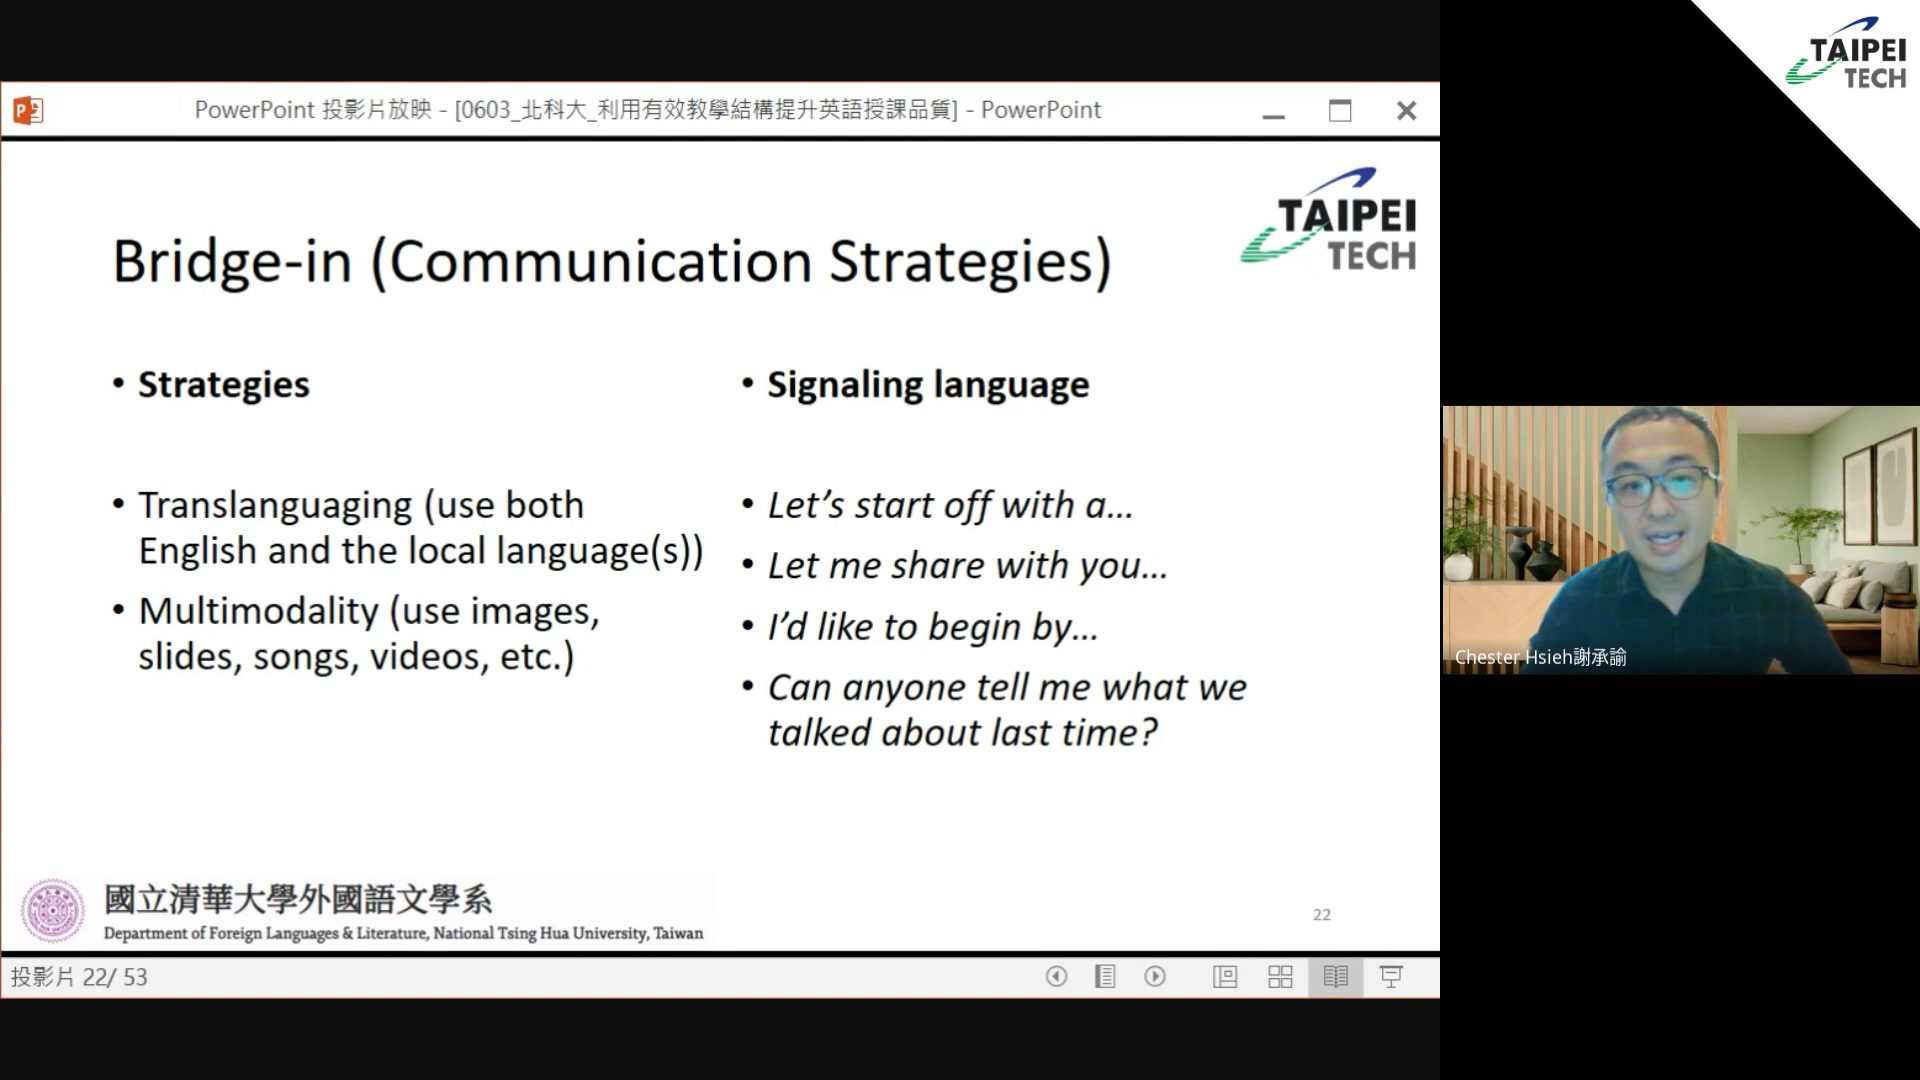 PowerPoint 投影片放映 - [0603_北科大_利用有效教學結構提升英語授課品質] - PowerPoint
TAIPEI
TECH
Bridge-in (Communication Strategies)
• Strategies
• Translanguaging (use both
English and the local language(s))
• Multimodality (use images,
slides, songs, videos, etc.)
• Signaling language
• Let’s start off with a...
• Let me share with you...
• I’d like to begin by...
• Can anyone tell me what we
talked about last time?
國立清華大學外國語文學系
Department of Foreign Languages & Literature, National Tsing Hua University, Taiwan
22
投影片 22/ 53
TAIPEI
TECH
Chester Hsieh謝承諭